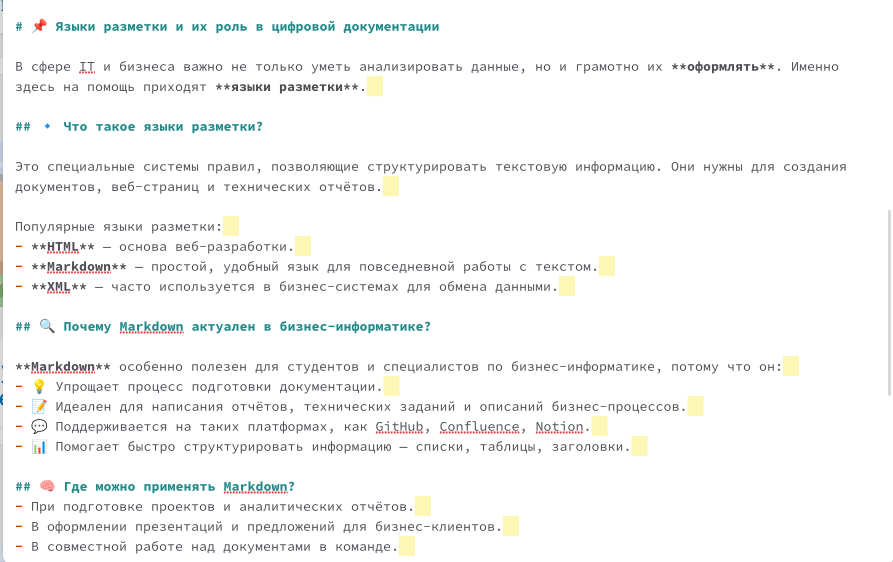 # 📌 Языки разметки и их роль в цифровой документации
В сфере IT и бизнеса важно не только уметь анализировать данные, но и грамотно их **оформлять**. Именно
здесь на помощь приходят **языки разметки**.
## 🔹 Что такое языки разметки?
Это специальные системы правил, позволяющие структурировать текстовую информацию. Они нужны для создания
документов, веб-страниц и технических отчётов.
Популярные языки разметки:
- **HTML** — основа веб-разработки.
- **Markdown** — простой, удобный язык для повседневной работы с текстом.
- **XML** — часто используется в бизнес-системах для обмена данными.
## 🔍 Почему Markdown актуален в бизнес-информатике?
**Markdown** особенно полезен для студентов и специалистов по бизнес-информатике, потому что он:
- 💡 Упрощает процесс подготовки документации.
- 📝 Идеален для написания отчётов, технических заданий и описаний бизнес-процессов.
- 💬 Поддерживается на таких платформах, как GitHub, Confluence, Notion.
- 📊 Помогает быстро структурировать информацию — списки, таблицы, заголовки.
## 🧠 Где можно применять Markdown?
- При подготовке проектов и аналитических отчётов.
- В оформлении презентаций и предложений для бизнес-клиентов.
- В совместной работе над документами в команде.